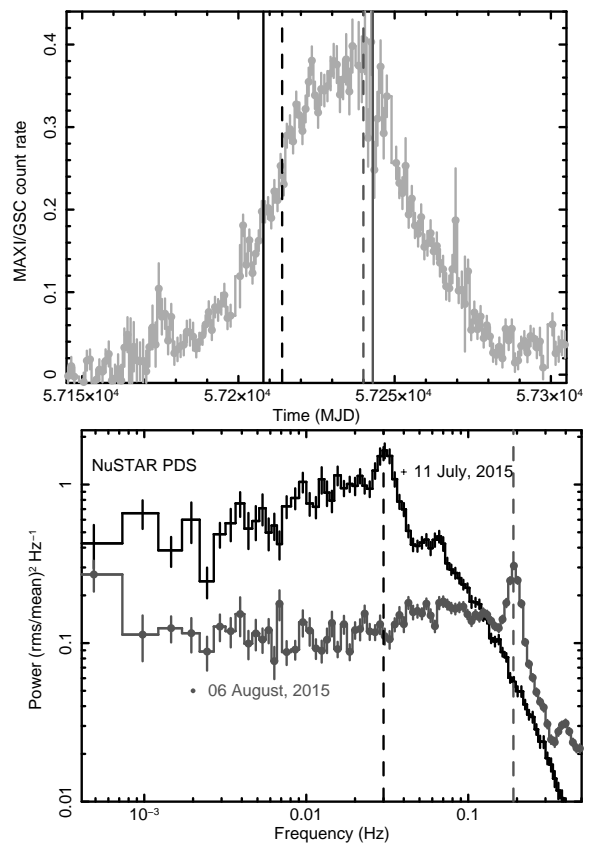 MAXI/GSC count rate
0.4
0.3
0.2
0.1
0
5.715×10⁴ 5.72×10⁴ 5.725×10⁴ 5.73×10⁴
Time (MJD)
NuSTAR PDS
+ 11 July, 2015
06 August, 2015
Power (rms/mean)² Hz⁻¹
1
0.1
0.01
10⁻³ 0.01 0.1
Frequency (Hz)